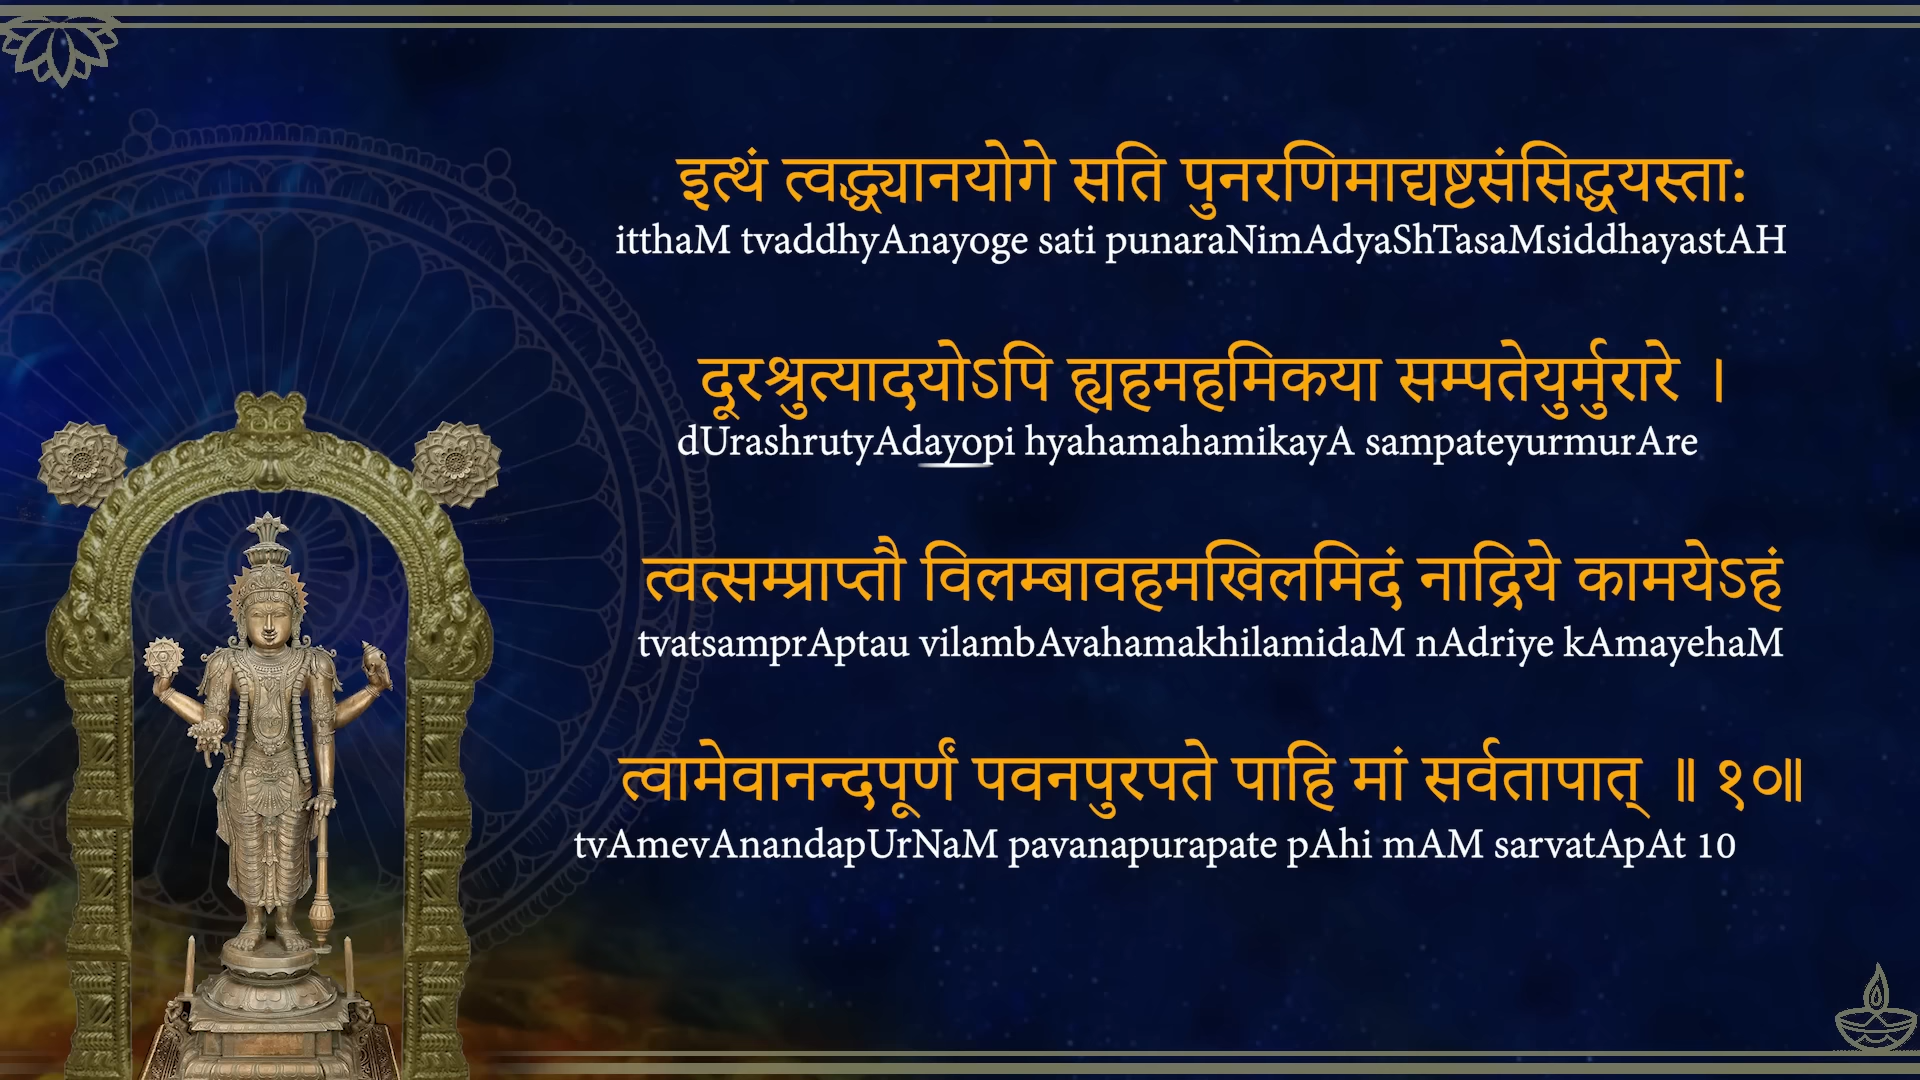 इत्थं त्वद्ध्यानयोगे सति पुनरणिमाद्यष्टसंसिद्धयस्ताः
itthaM tvaddhyAnayoge sati punaraNimAdyaShTasaMsiddhayastAH
दूरश्रुत्यादयोऽपि ह्यहमहमिकया सम्पतेयुर्मुरारे ।
dUrashrutyAdayopi hyahamahamikayA sampateyurmurAre
त्वत्सम्प्राप्तौ विलम्बावहमखिलमिदं नाद्रिये कामयेऽहं
tvatsamprAptau vilambAvahamakhilamidaM nAdriye kAmayehaM
त्वामेवानन्दपूर्णं पवनपुरपते पाहि मां सर्वतापात् ॥ १०॥
tvAmevAnandapUrNaM pavanapurapate pAhi mAM sarvatApAt 10